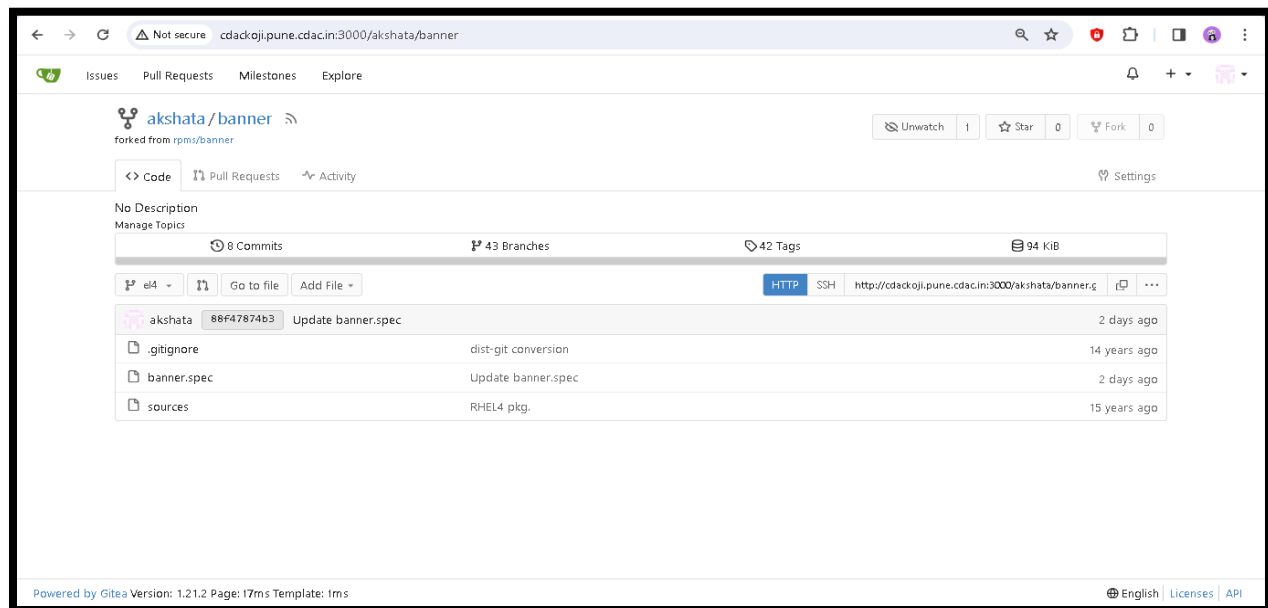 Not secure cdackoji.pune.cdac.in:3000/akshata/banner
Issues Pull Requests Milestones Explore
akshata/banner
Unwatch 1 Star 0 Fork 0
forked from rpms/banner
Code Pull Requests Activity Settings
No Description
Manage Topics
8 Commits 43 Branches 42 Tags 94 KiB
el4 Go to file Add File HTTP SSH http://cdackoji.pune.cdac.in:3000/akshata/banner.g
akshata 88f47874b3 Update banner.spec 2 days ago
.gitignore dist-git conversion 14 years ago
banner.spec Update banner.spec 2 days ago
sources RHEL4 pkg. 15 years ago
Powered by Gitea Version: 1.21.2 Page: 17ms Template: 1ms English Licenses API